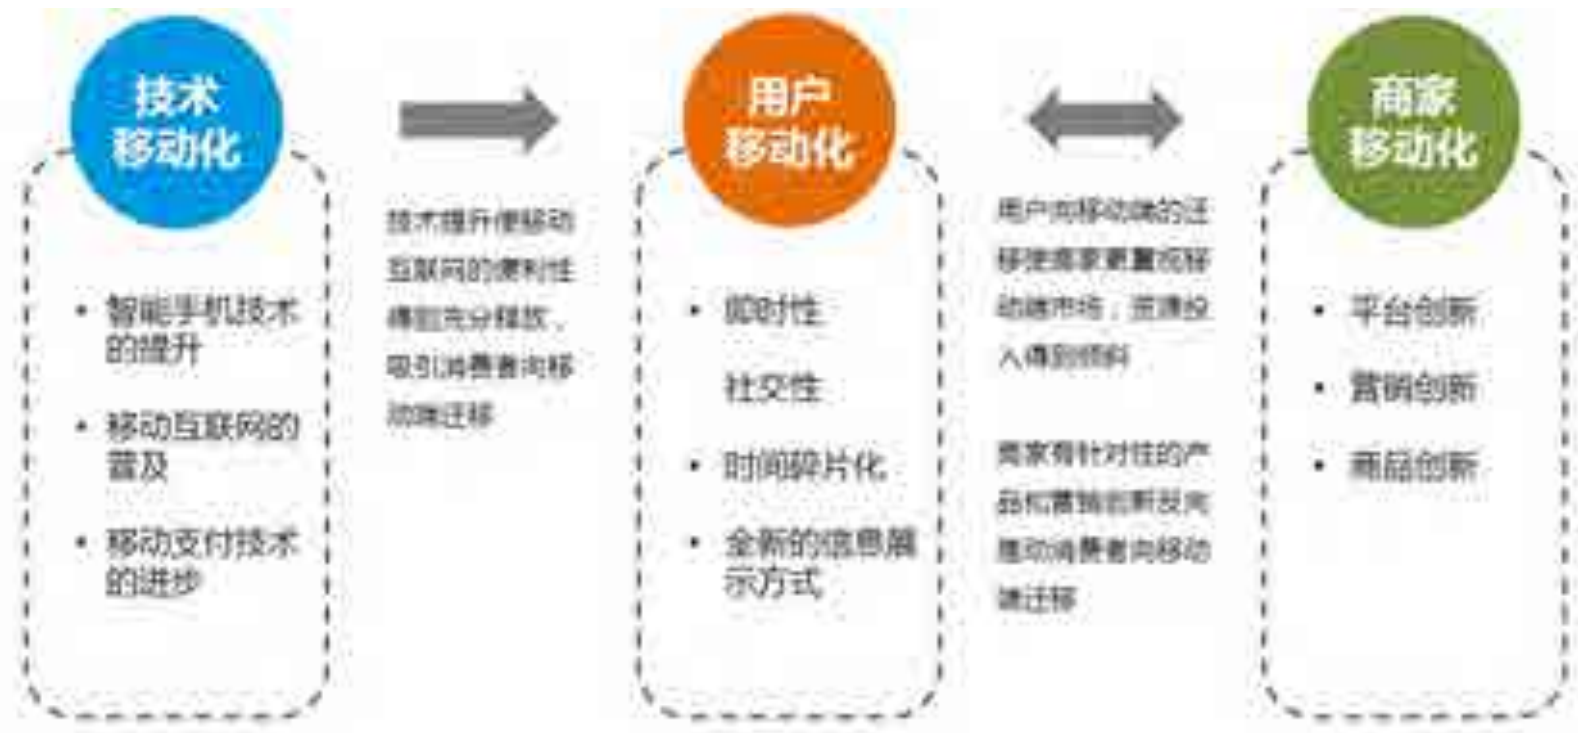 技术
移动化
• 智能手机技术
的提升
• 移动互联网的
普及
• 移动支付技术
的进步
技术提升使移动
互联网的便利性
得到充分释放，
吸引消费者向移
动端迁移
用户
移动化
• 即时性
社交性
• 时间碎片化
• 全新的信息展
示方式
用户向移动端的迁
移使商家更重视移
动端市场，资源投
入得到倾斜
商家有针对性的产
品和营销创新反向
推动消费者向移动
端迁移
商家
移动化
• 平台创新
• 营销创新
• 商品创新